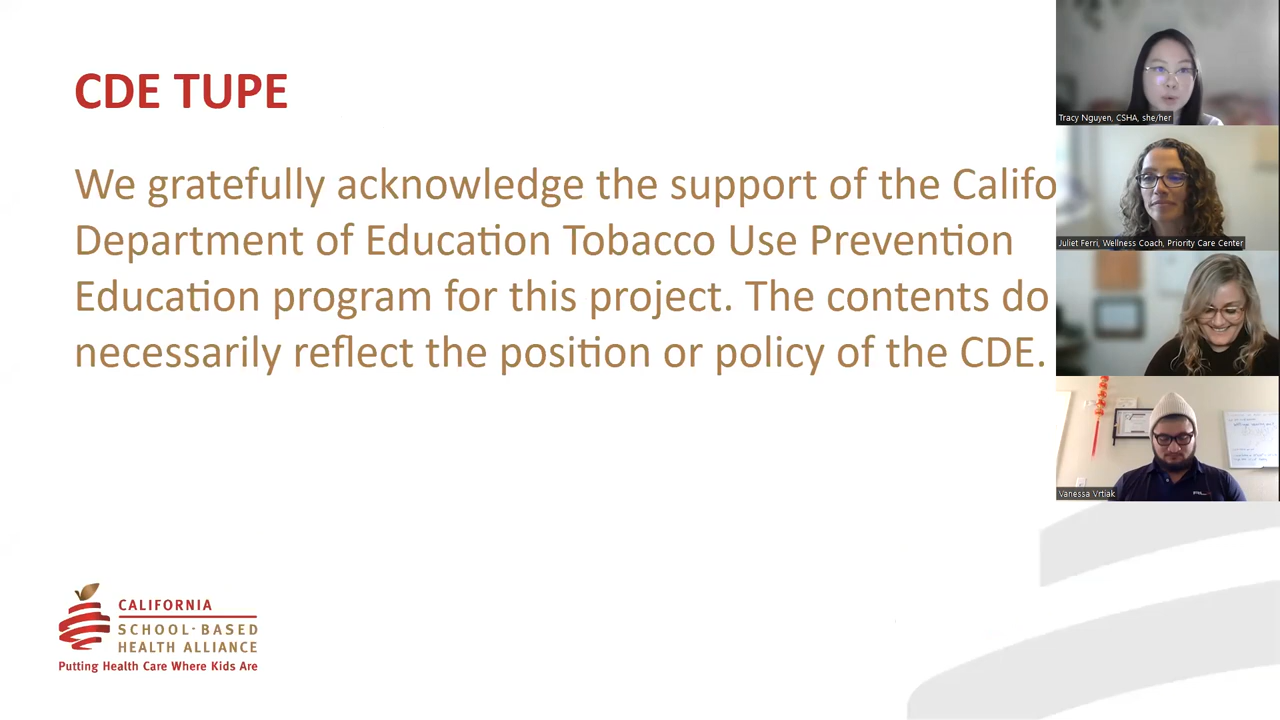 CDE TUPE
We gratefully acknowledge the support of the Califo
Department of Education Tobacco Use Prevention
Education program for this project. The contents do
necessarily reflect the position or policy of the CDE.
CALIFORNIA
SCHOOL·BASED
HEALTH ALLIANCE
Putting Health Care Where Kids Are
Tracy Nguyen, CSHA, she/her
Juliet Ferri, Wellness Coach, Priority Care Center
Vanessa Vrtiak